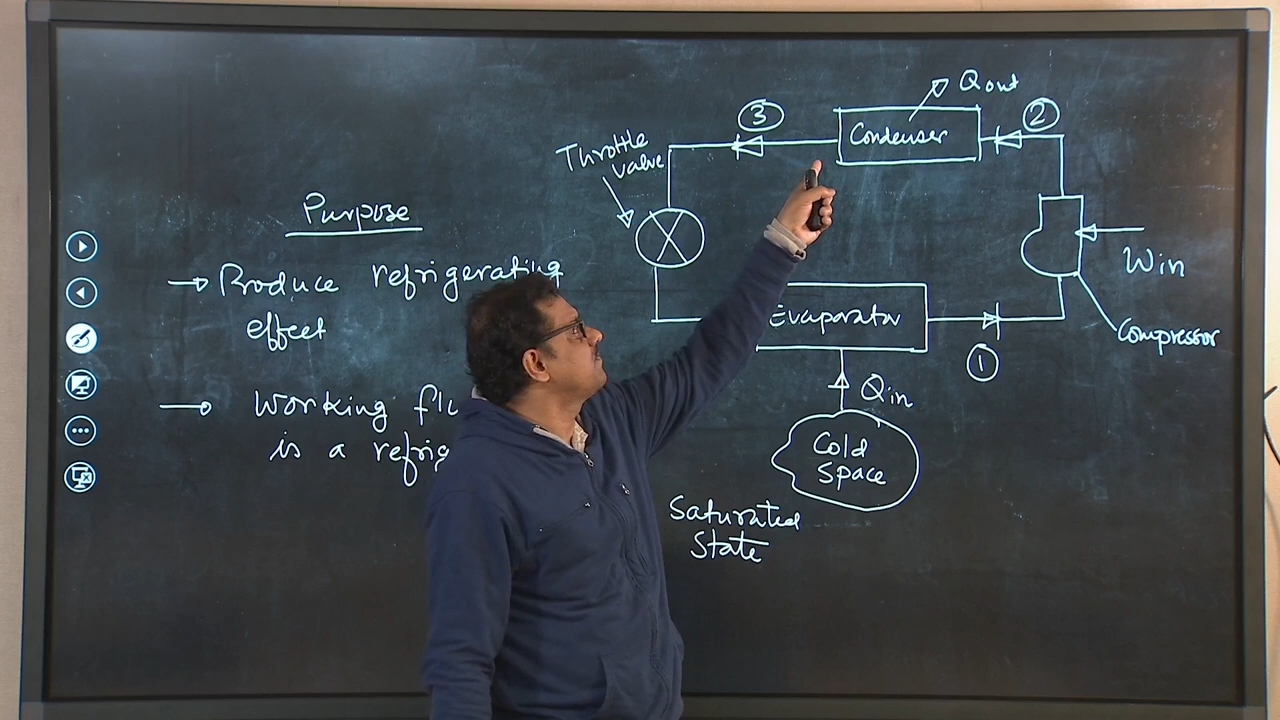 Purpose
→ Produce refrigerating
effect
→ Working flu
is a refrig
Throttle
valve
③
Condenser
Qout
②
Win
Compressor
Evaporator
①
Qin
Cold
Space
Saturated
State